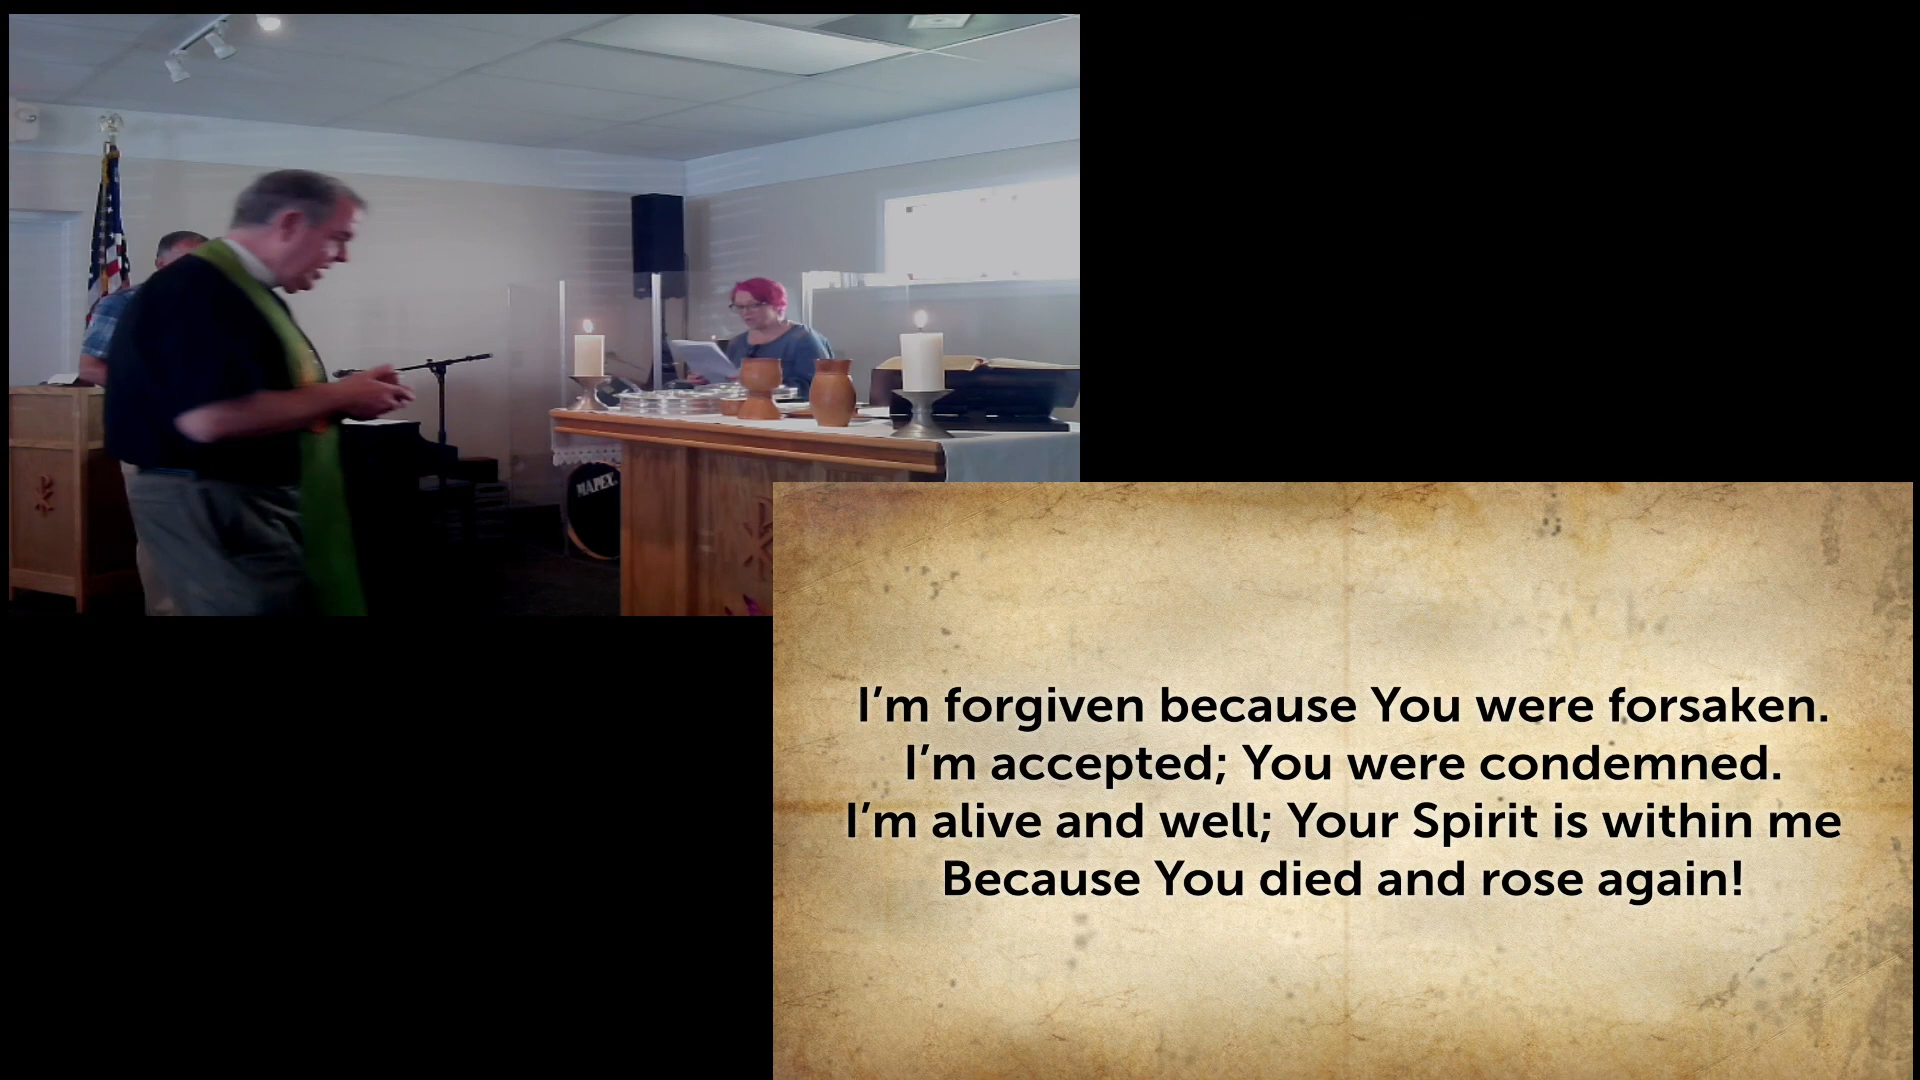 MAPEX
I’m forgiven because You were forsaken.
I’m accepted; You were condemned.
I’m alive and well; Your Spirit is within me
Because You died and rose again!